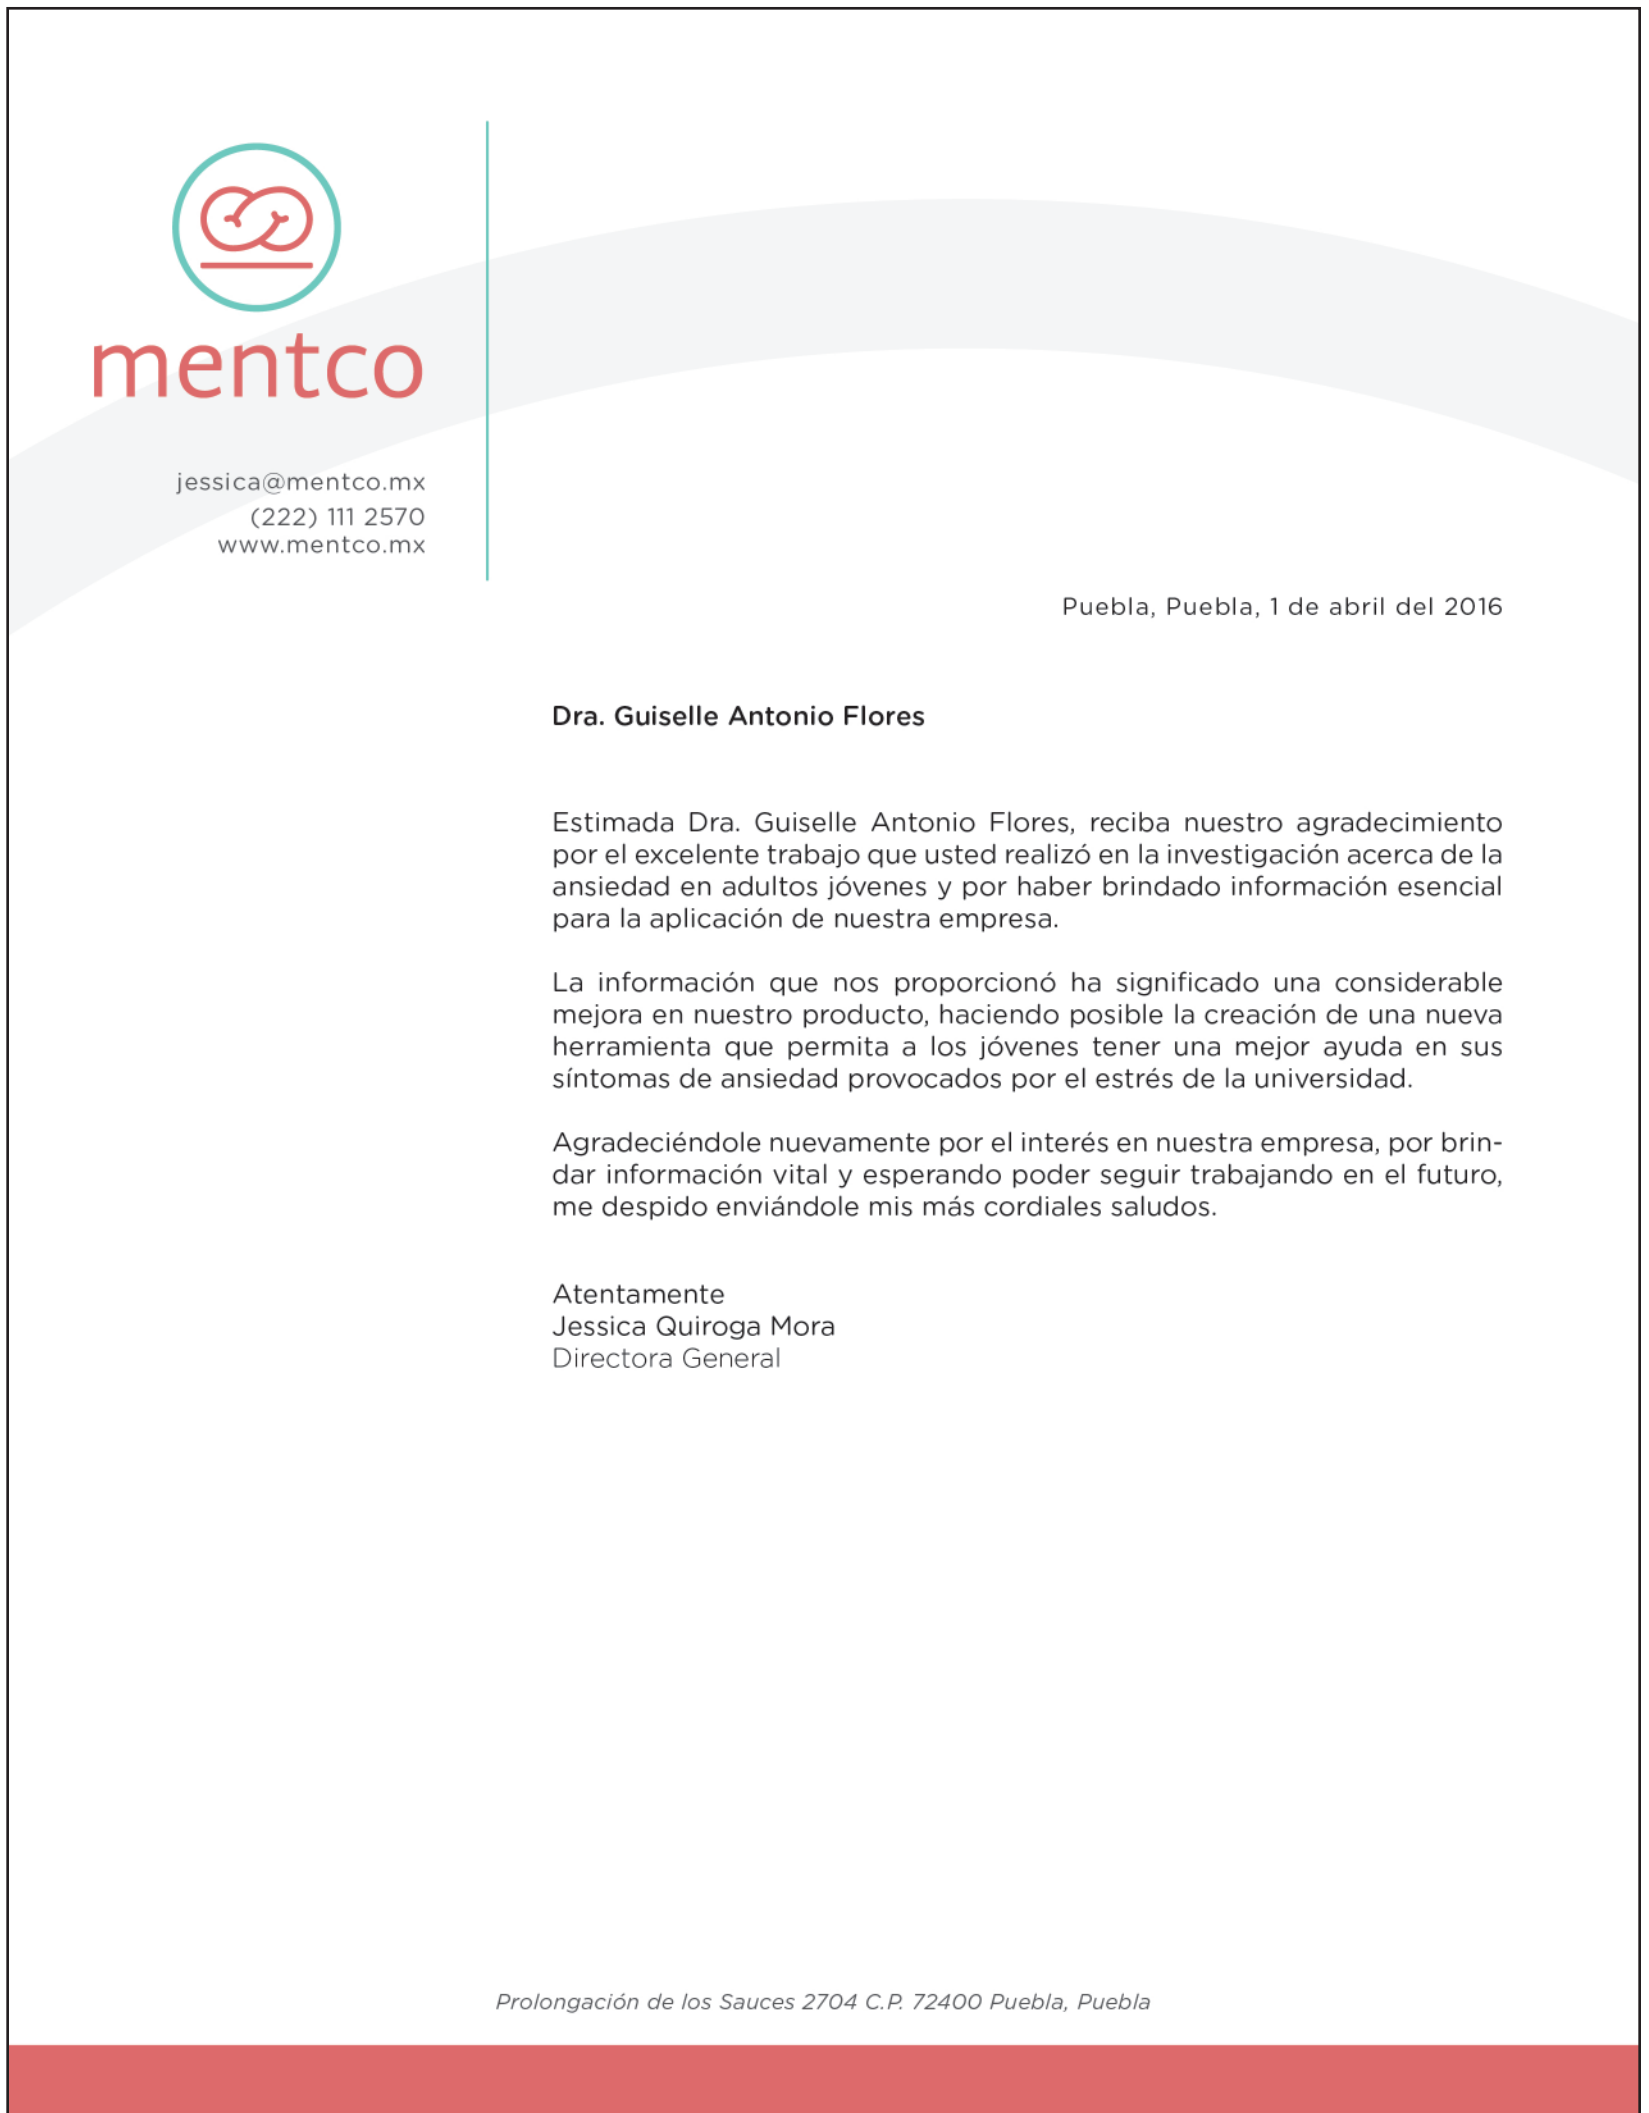 mentco
jessica@mentco.mx
(222) 111 2570
www.mentco.mx
Puebla, Puebla, 1 de abril del 2016
Dra. Guiselle Antonio Flores
Estimada Dra. Guiselle Antonio Flores, reciba nuestro agradecimiento
por el excelente trabajo que usted realizó en la investigación acerca de la
ansiedad en adultos jóvenes y por haber brindado información esencial
para la aplicación de nuestra empresa.
La información que nos proporcionó ha significado una considerable
mejora en nuestro producto, haciendo posible la creación de una nueva
herramienta que permita a los jóvenes tener una mejor ayuda en sus
síntomas de ansiedad provocados por el estrés de la universidad.
Agradeciéndole nuevamente por el interés en nuestra empresa, por brin-
dar información vital y esperando poder seguir trabajando en el futuro,
me despido enviándole mis más cordiales saludos.
Atentamente
Jessica Quiroga Mora
Directora General
Prolongación de los Sauces 2704 C.P. 72400 Puebla, Puebla